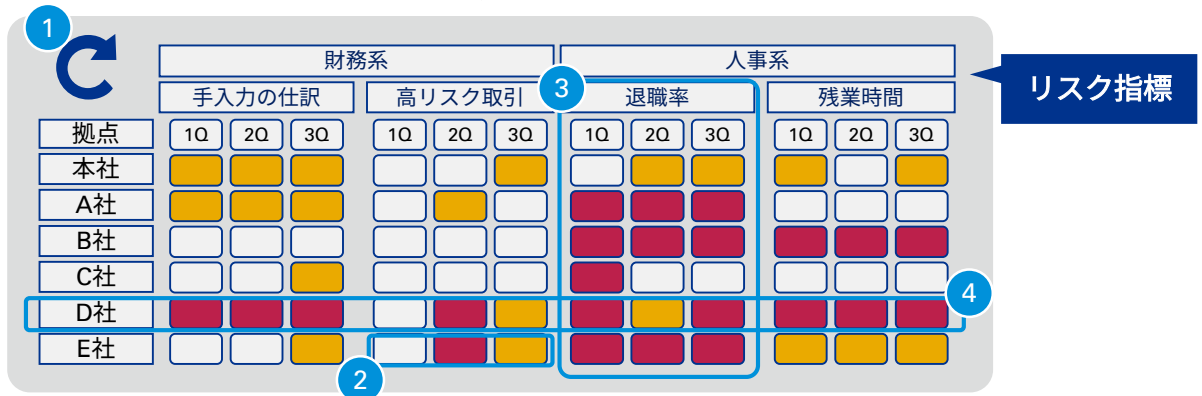 1
財務系 人事系
3
リスク指標
手入力の仕訳 高リスク取引 退職率 残業時間
拠点 1Q 2Q 3Q 1Q 2Q 3Q 1Q 2Q 3Q 1Q 2Q 3Q
本社
A社
B社
C社
4
D社
E社
2